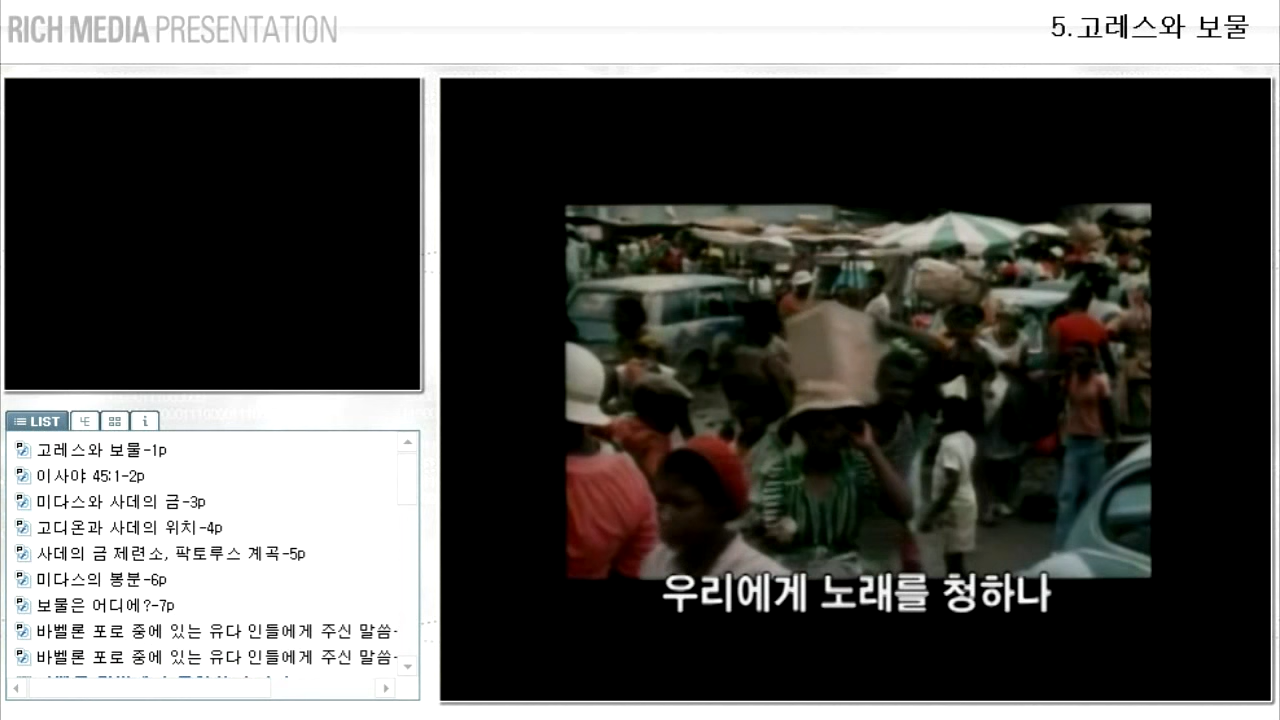 RICH MEDIA PRESENTATION
5.고레스와 보물
우리에게 노래를 청하나
LIST
고레스와 보물-1p
이사야 45:1-2p
미다스와 사데의 금-3p
고디온과 사데의 위치-4p
사데의 금 제련소, 팍토루스 계곡-5p
미다스의 봉분-6p
보물은 어디에?-7p
바벨론 포로 중에 있는 유다 인들에게 주신 말씀-
바벨론 포로 중에 있는 유다 인들에게 주신 말씀-